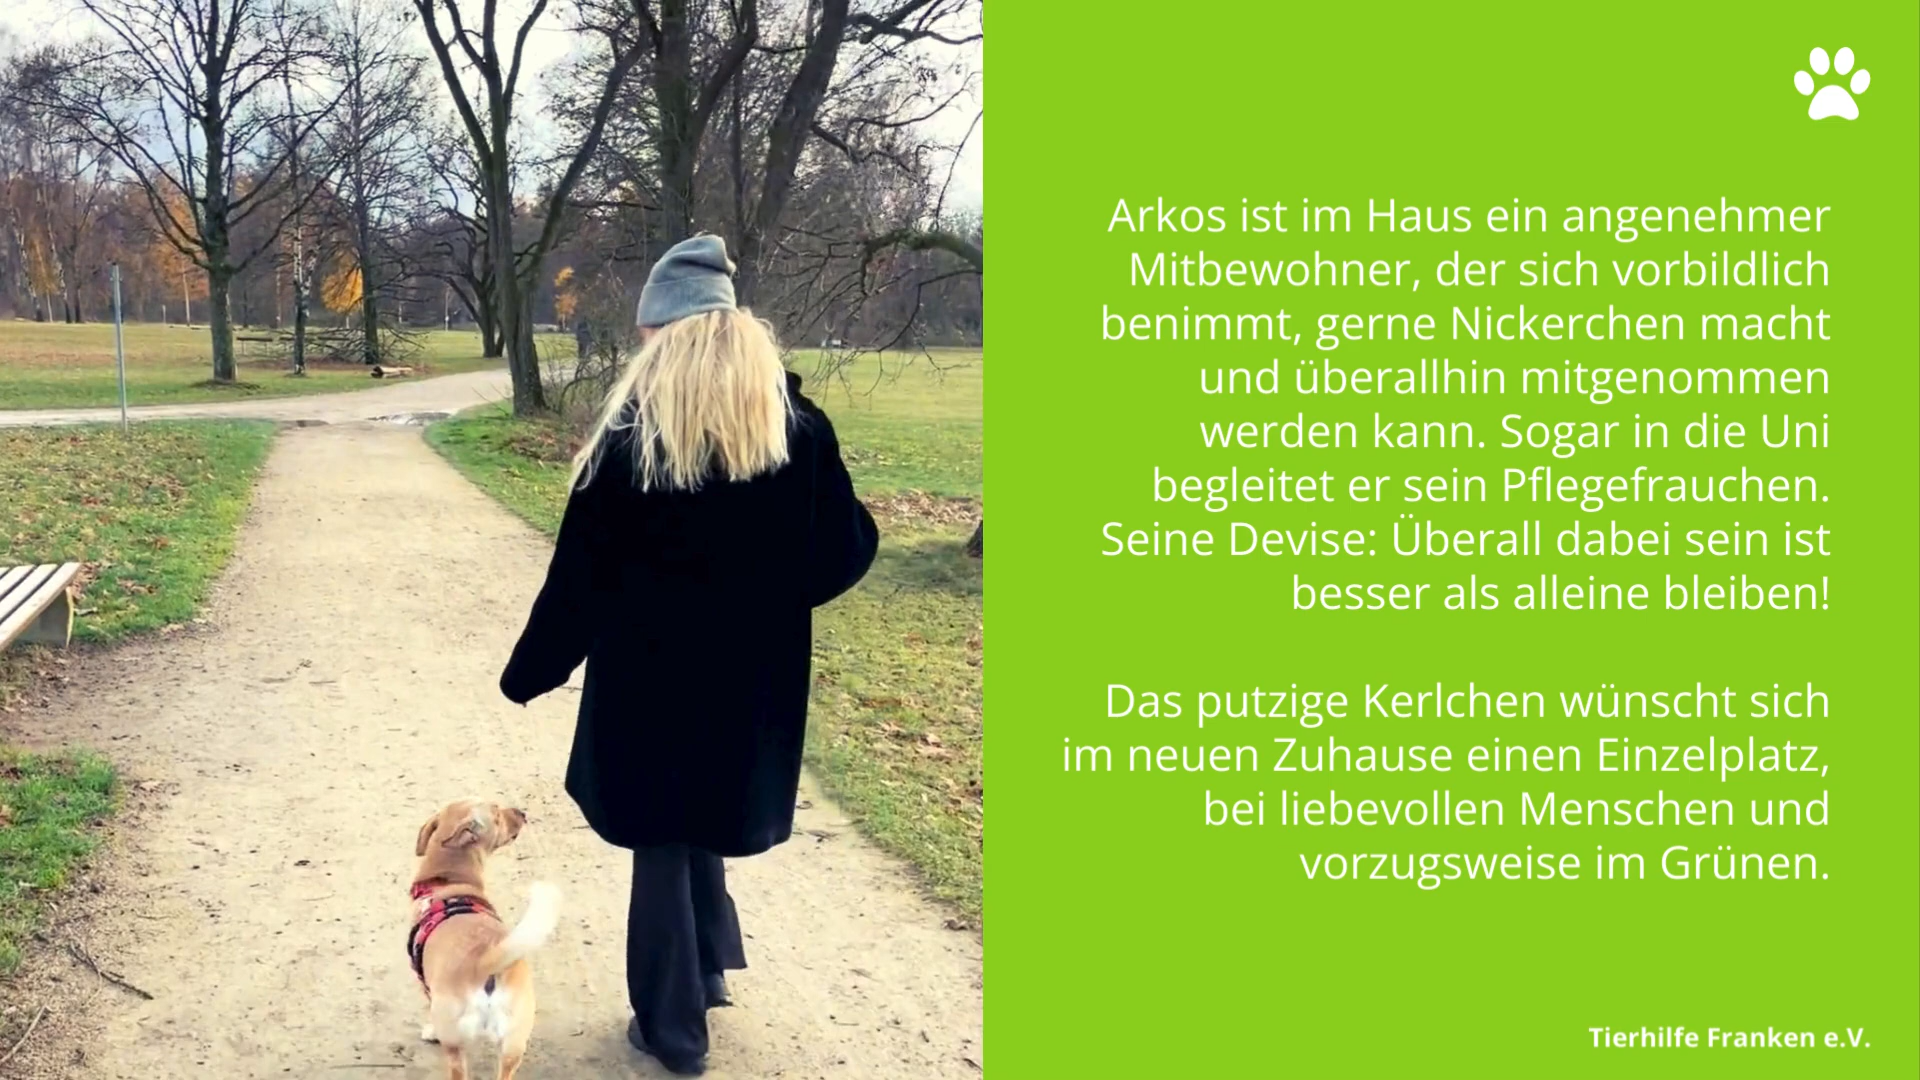 Arkos ist im Haus ein angenehmer
Mitbewohner, der sich vorbildlich
benimmt, gerne Nickerchen macht
und überallhin mitgenommen
werden kann. Sogar in die Uni
begleitet er sein Pflegefrauchen.
Seine Devise: Überall dabei sein ist
besser als alleine bleiben!
Das putzige Kerlchen wünscht sich
im neuen Zuhause einen Einzelplatz,
bei liebevollen Menschen und
vorzugsweise im Grünen.
Tierhilfe Franken e.V.